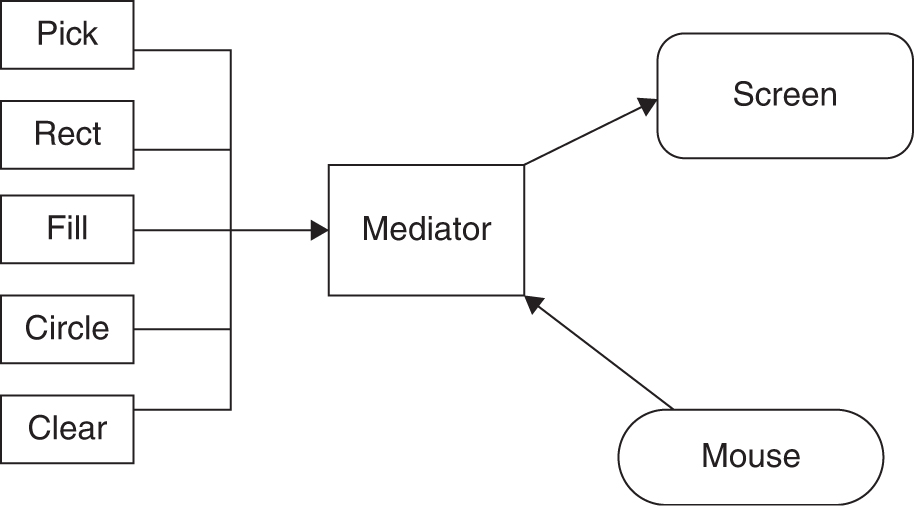 Pick
Rect
Fill
Circle
Clear
Mediator
Screen
Mouse